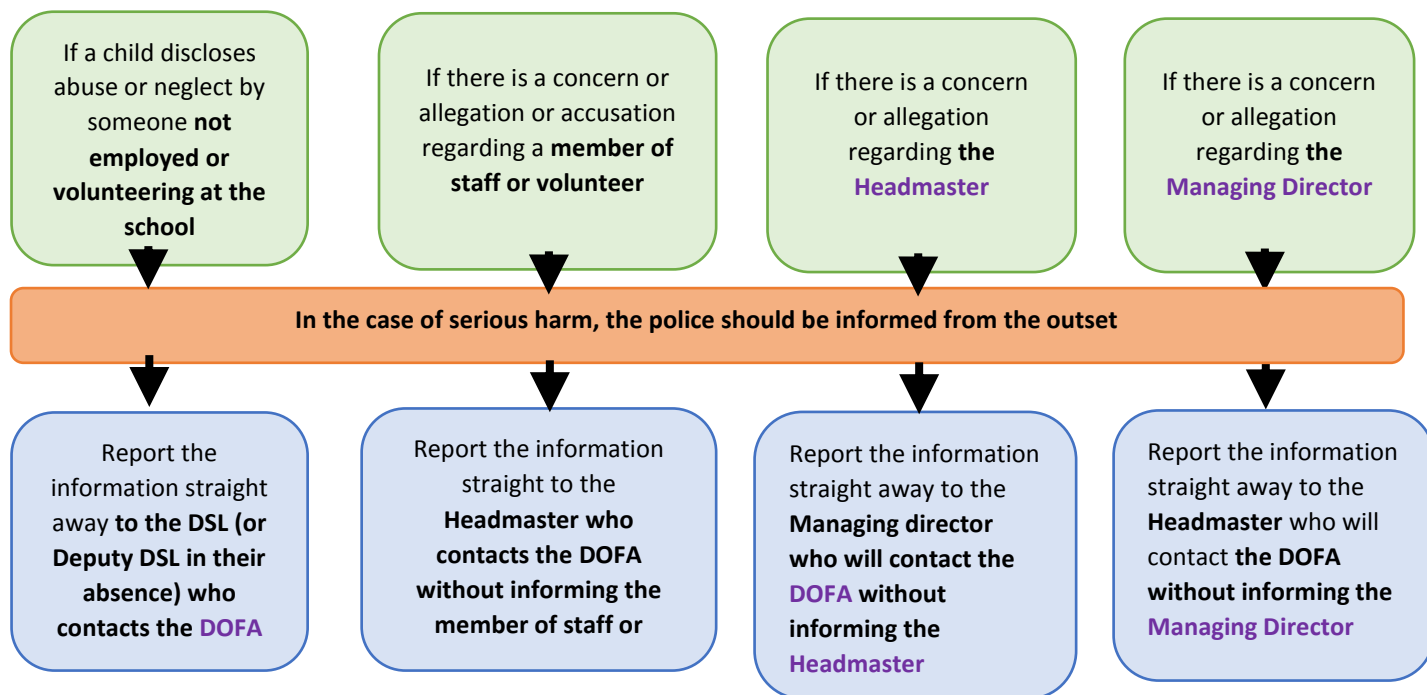 If a child discloses
abuse or neglect by
someone not
employed or
volunteering at the
school
If there is a concern or
allegation or accusation
regarding a member of
staff or volunteer
If there is a concern
or allegation
regarding the
Headmaster
If there is a concern
or allegation
regarding the
Managing Director
In the case of serious harm, the police should be informed from the outset
Report the
information straight
away to the DSL (or
Deputy DSL in their
absence) who
contacts the DOFA
Report the information
straight to the
Headmaster who
contacts the DOFA
without informing the
member of staff or
Report the information
straight away to the
Managing director
who will contact the
DOFA without
informing the
Headmaster
Report the information
straight away to the
Headmaster who will
contact the DOFA
without informing the
Managing Director